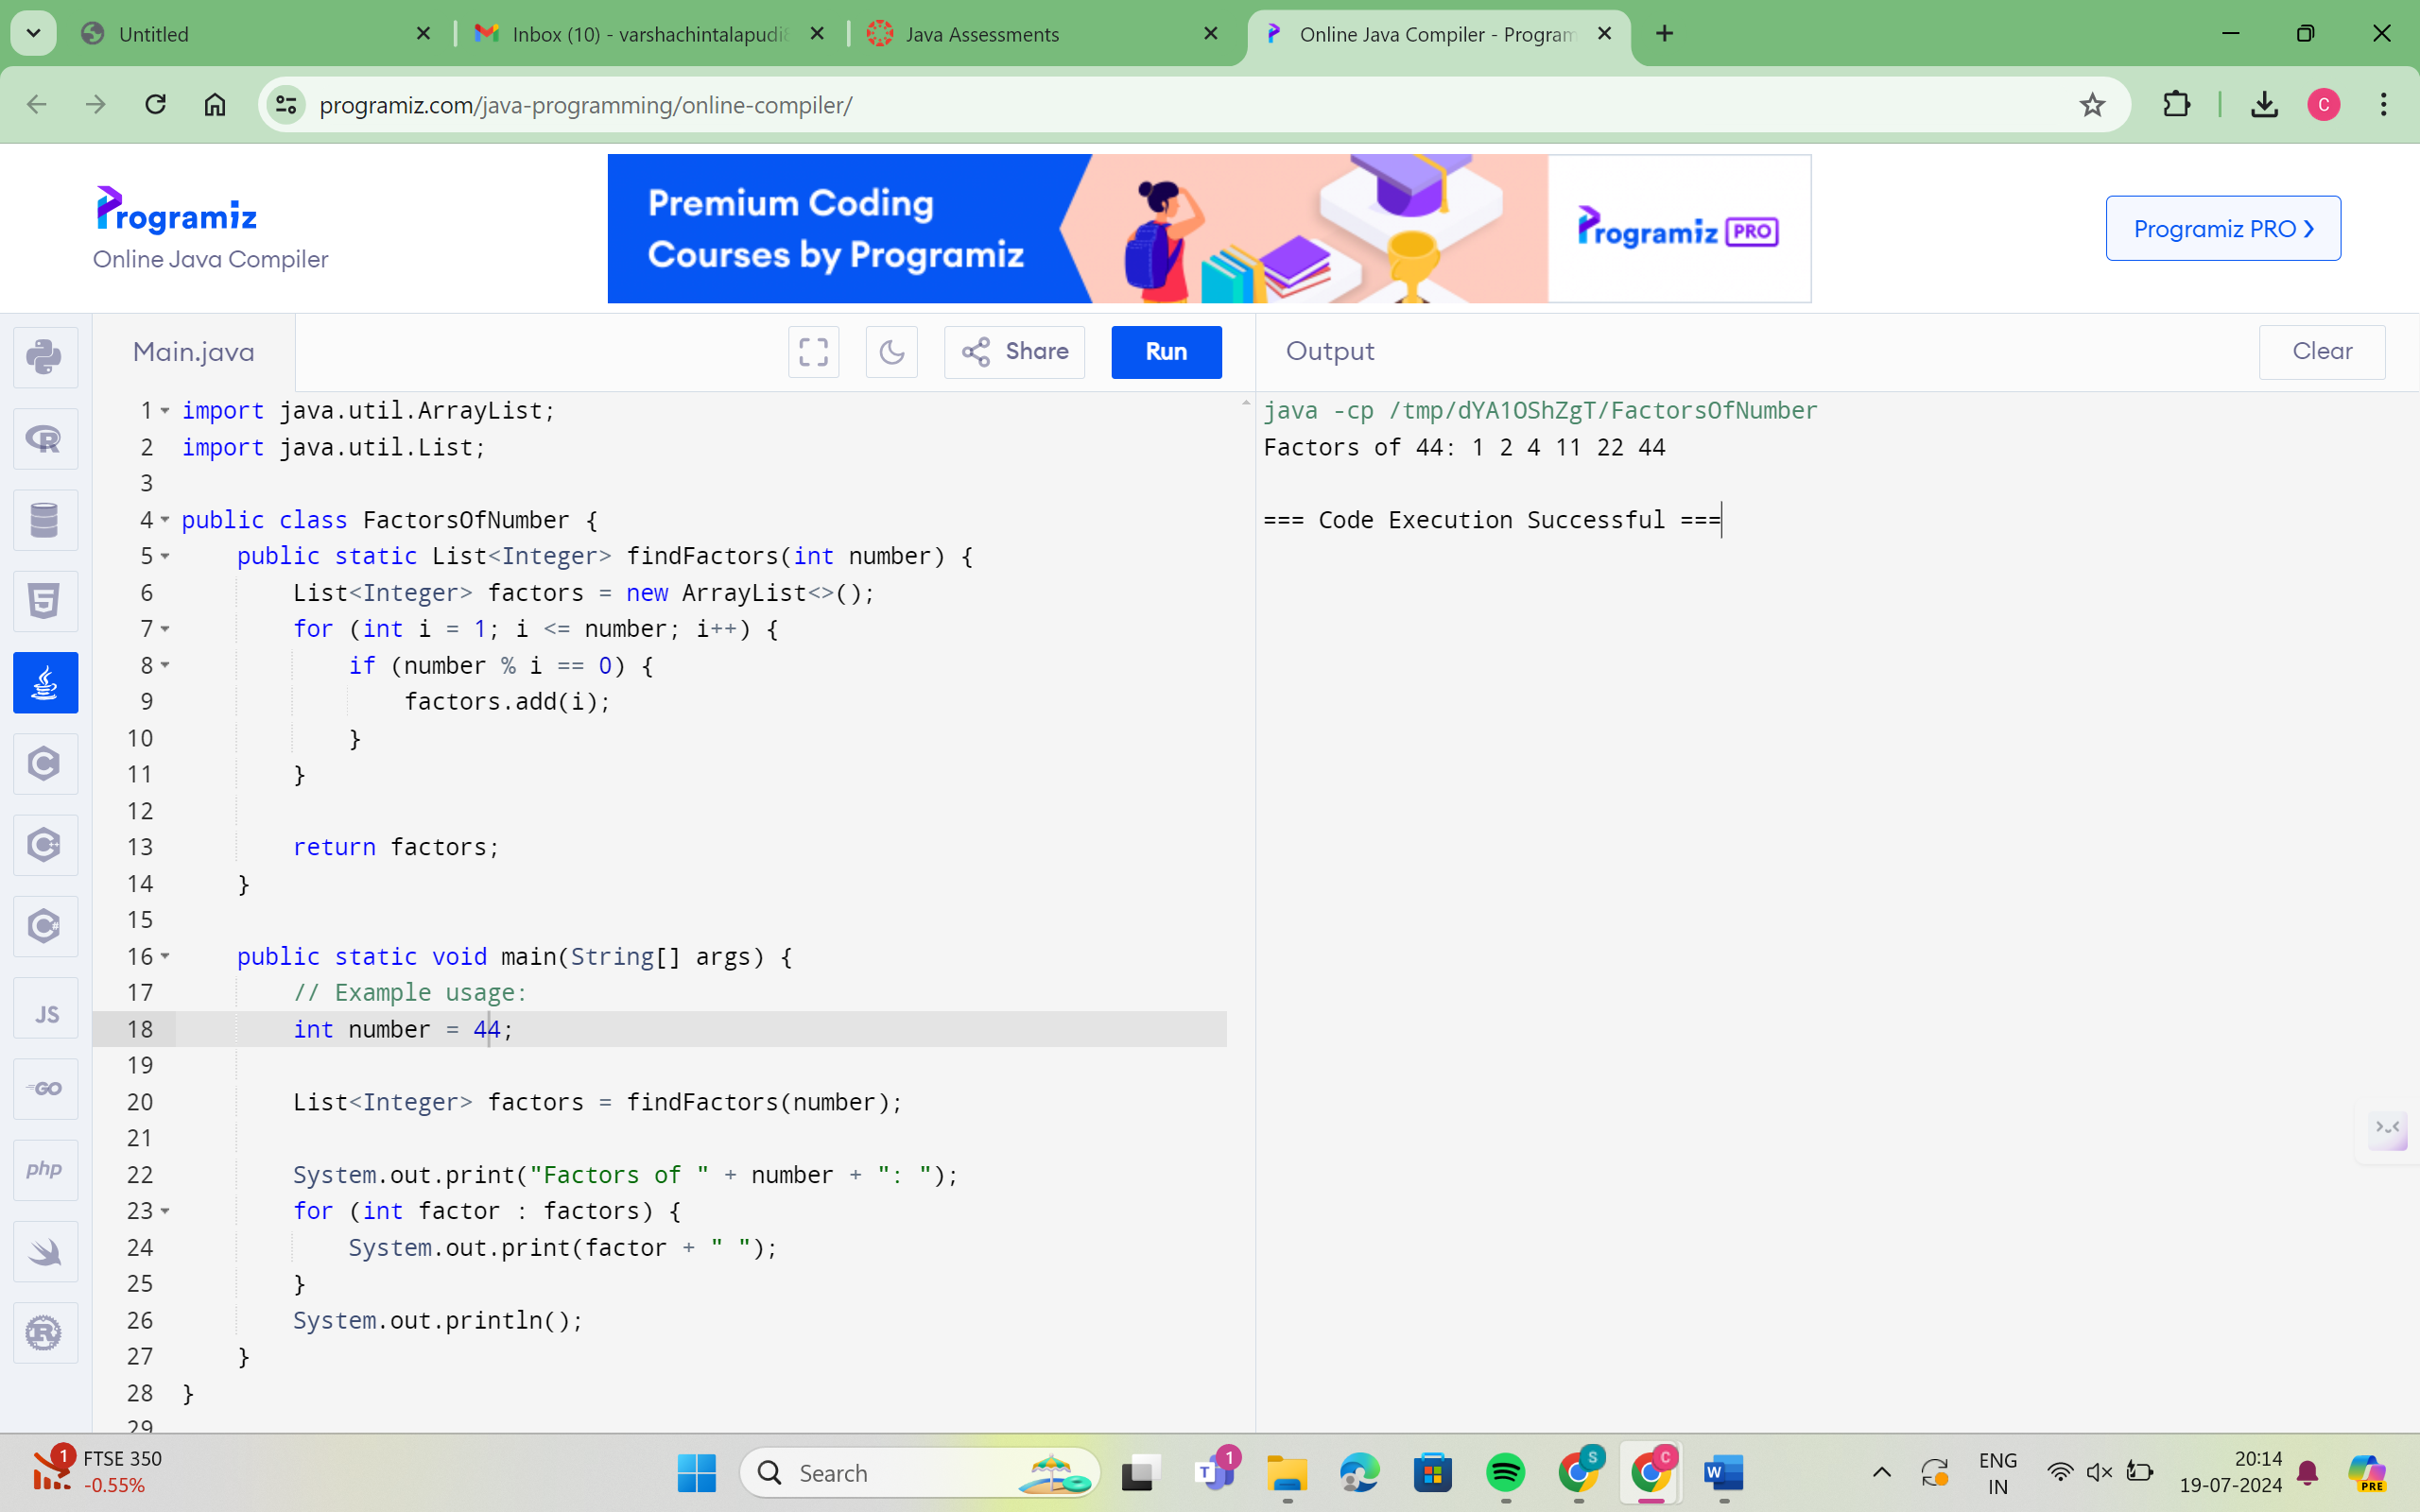 Untitled
Inbox (10) - varshachintalapudi
Java Assessments
Online Java Compiler - Program
programiz.com/java-programming/online-compiler/
C
Programiz
Online Java Compiler
Premium Coding
Courses by Programiz
Programiz PRO
Programiz PRO ❯
Main.java
Share
Run
Output
Clear
1 import java.util.ArrayList;
2 import java.util.List;
3
4 public class FactorsOfNumber {
5 public static List<Integer> findFactors(int number) {
6 List<Integer> factors = new ArrayList<>();
7 for (int i = 1; i <= number; i++) {
8 if (number % i == 0) {
9 factors.add(i);
10 }
11 }
12
13 return factors;
14 }
15
16 public static void main(String[] args) {
17 // Example usage:
18 int number = 44;
19
20 List<Integer> factors = findFactors(number);
21
22 System.out.print("Factors of " + number + ": ");
23 for (int factor : factors) {
24 System.out.print(factor + " ");
25 }
26 System.out.println();
27 }
28 }
29
java -cp /tmp/dYA1OShZgT/FactorsOfNumber
Factors of 44: 1 2 4 11 22 44
=== Code Execution Successful ===
R
5
C
C++
C#
JS
GO
php
R
1
FTSE 350
-0.55%
Search
T
1
S
C
W
ENG
IN
20:14
19-07-2024
PRE